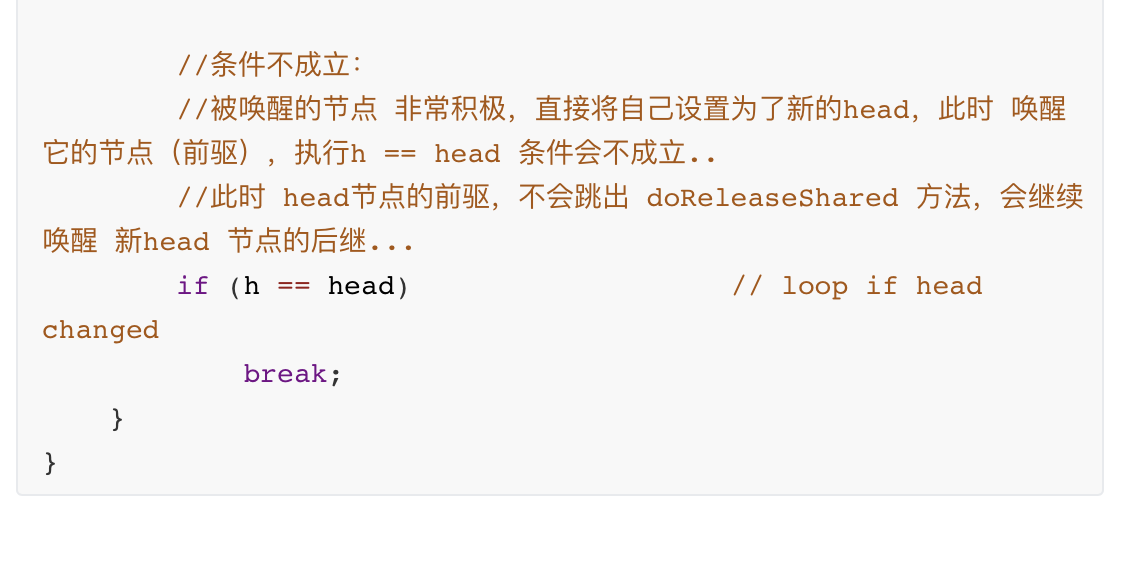 //条件不成立：
//被唤醒的节点 非常积极，直接将自己设置为了新的head，此时 唤醒
它的节点（前驱），执行h == head 条件会不成立..
//此时 head节点的前驱，不会跳出 doReleaseShared 方法，会继续
唤醒 新head 节点的后继...
if (h == head)                   // loop if head
changed
break;
}
}